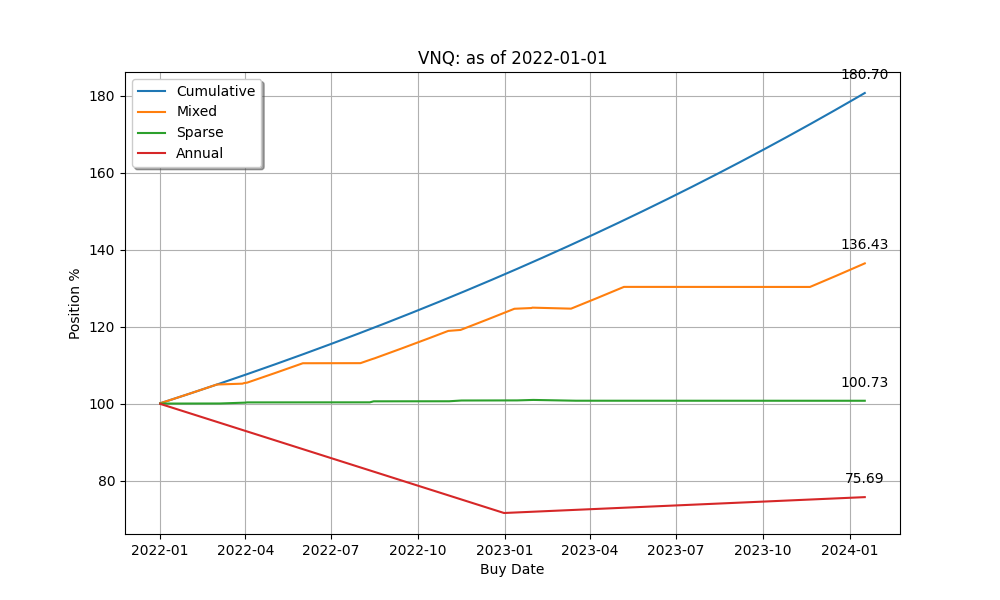 VNQ: as of 2022-01-01
180.70
Cumulative
Mixed
Sparse
Annual
180
160
140
120
100
80
136.43
100.73
75.69
Position %
2022-01 2022-04 2022-07 2022-10 2023-01 2023-04 2023-07 2023-10 2024-01
Buy Date